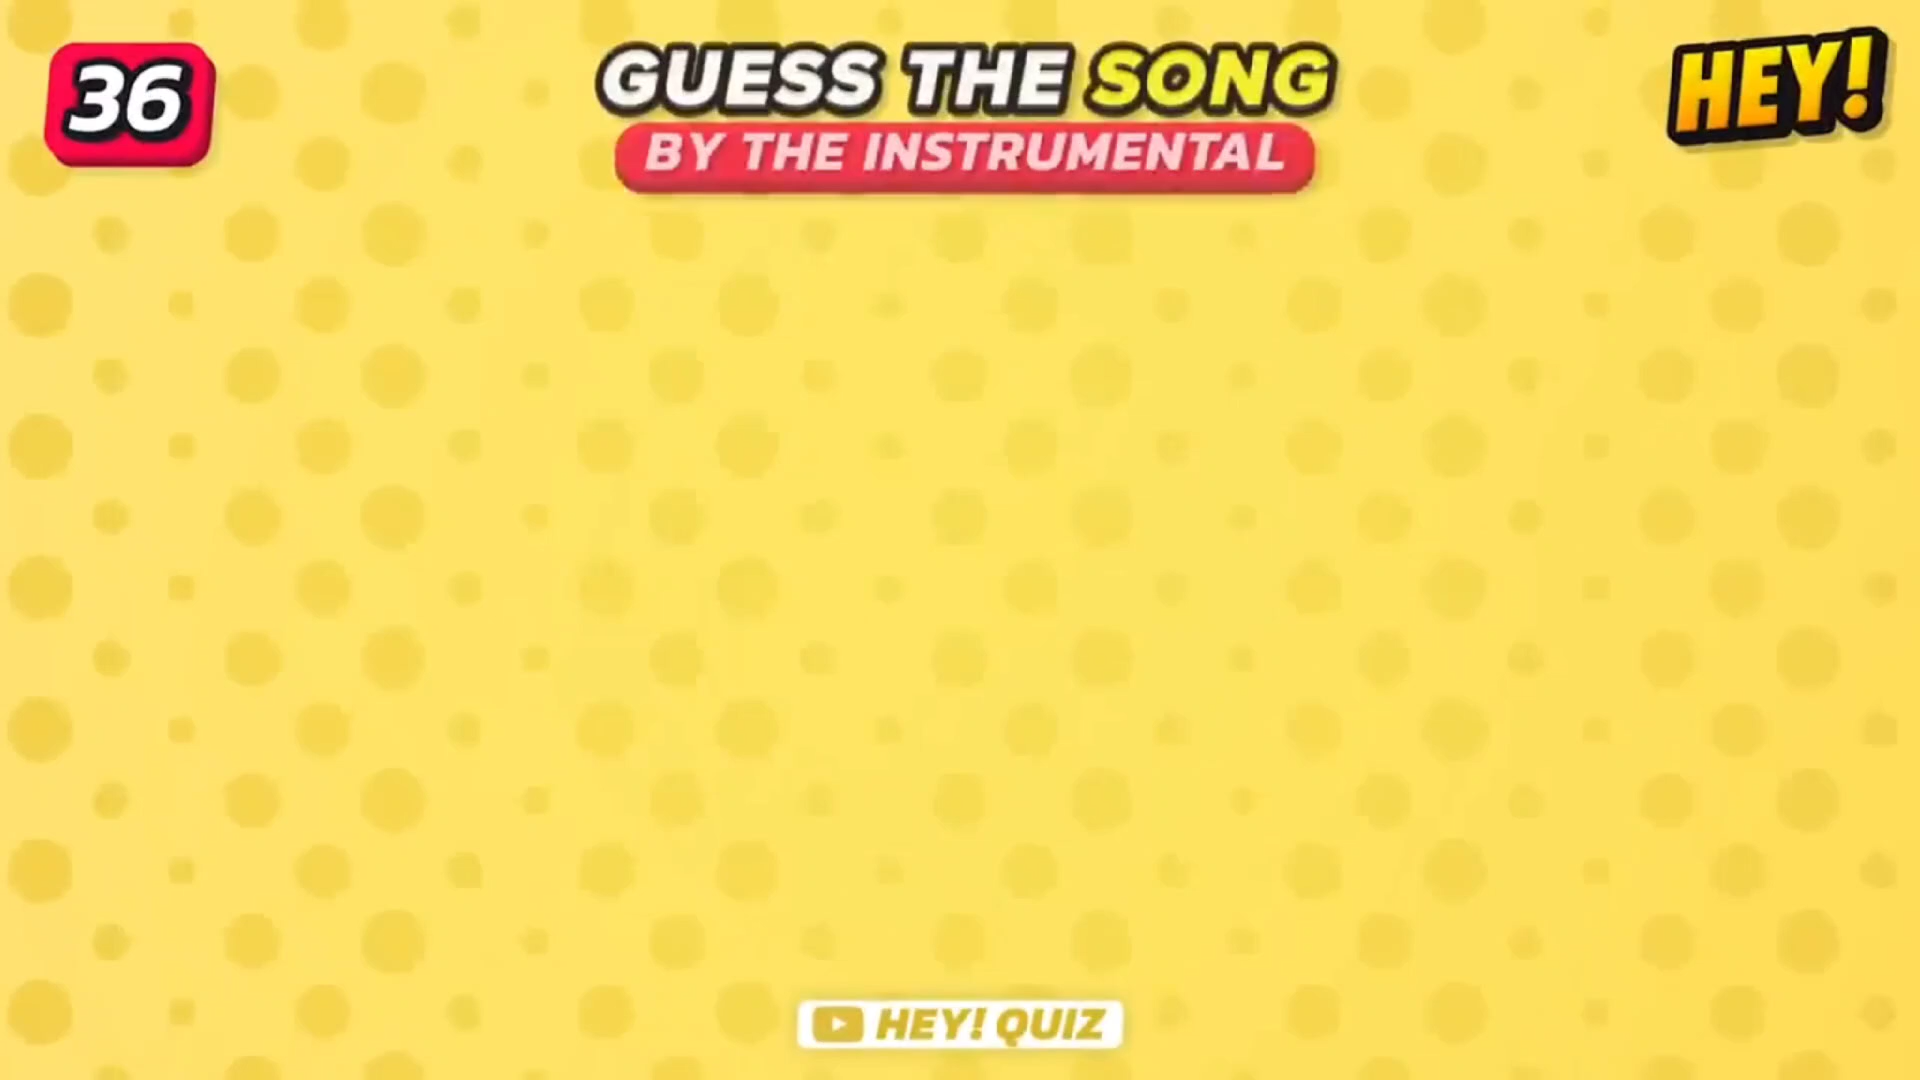 36
GUESS THE SONG
BY THE INSTRUMENTAL
HEY!
HEY! QUIZ